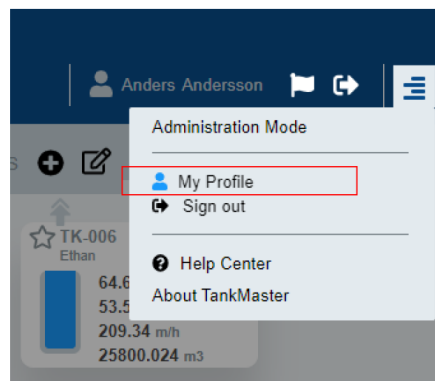 Anders Andersson
Administration Mode
My Profile
Sign out
Help Center
About TankMaster
TK-006
Ethan
64.6
53.5
209.34 m/h
25800.024 m3